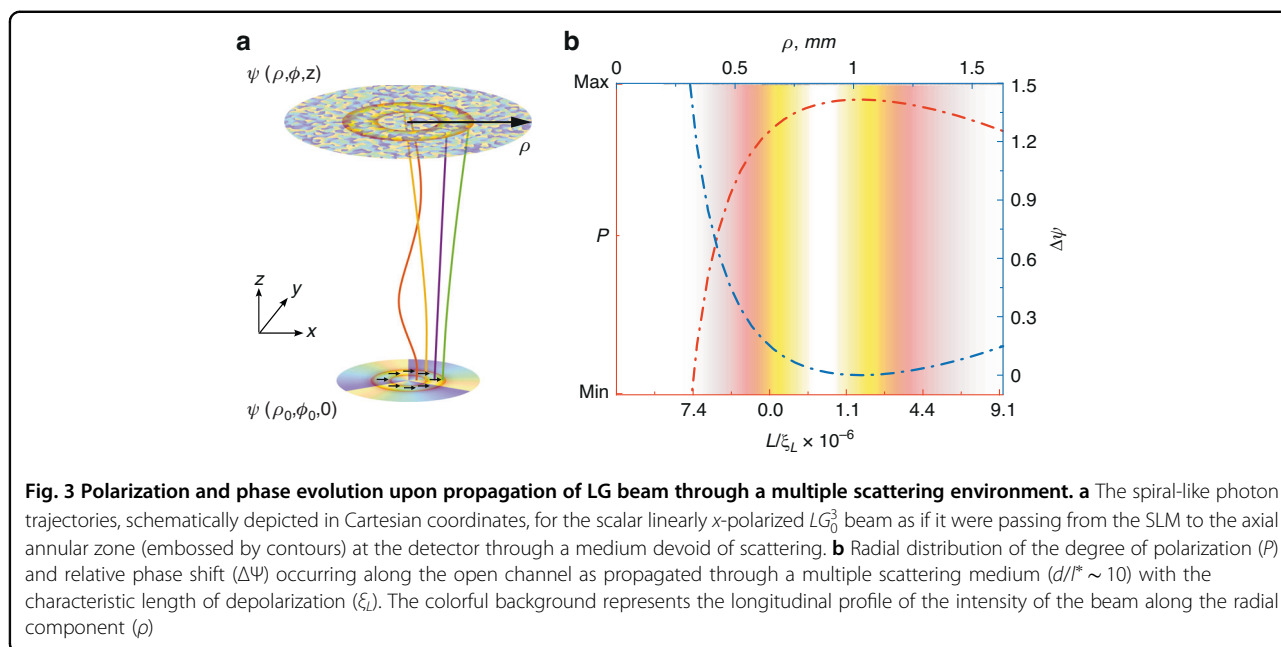 a
ψ (ρ,ϕ,z)
ρ
z
y
x
ψ (ρ₀,ϕ₀,0)
b
ρ, mm
0 0.5 1 1.5
Max
P
Min
1.5
1.2
0.9
0.6
0.3
0
Δψ
7.4 0.0 1.1 4.4 9.1
L/ξ_L × 10⁻⁶
Fig. 3 Polarization and phase evolution upon propagation of LG beam through a multiple scattering environment. a The spiral-like photon
trajectories, schematically depicted in Cartesian coordinates, for the scalar linearly x-polarized LG₀³ beam as if it were passing from the SLM to the axial
annular zone (embossed by contours) at the detector through a medium devoid of scattering. b Radial distribution of the degree of polarization (P)
and relative phase shift (ΔΨ) occurring along the open channel as propagated through a multiple scattering medium (d/l* ~ 10) with the
characteristic length of depolarization (ξ_L). The colorful background represents the longitudinal profile of the intensity of the beam along the radial
component (ρ)